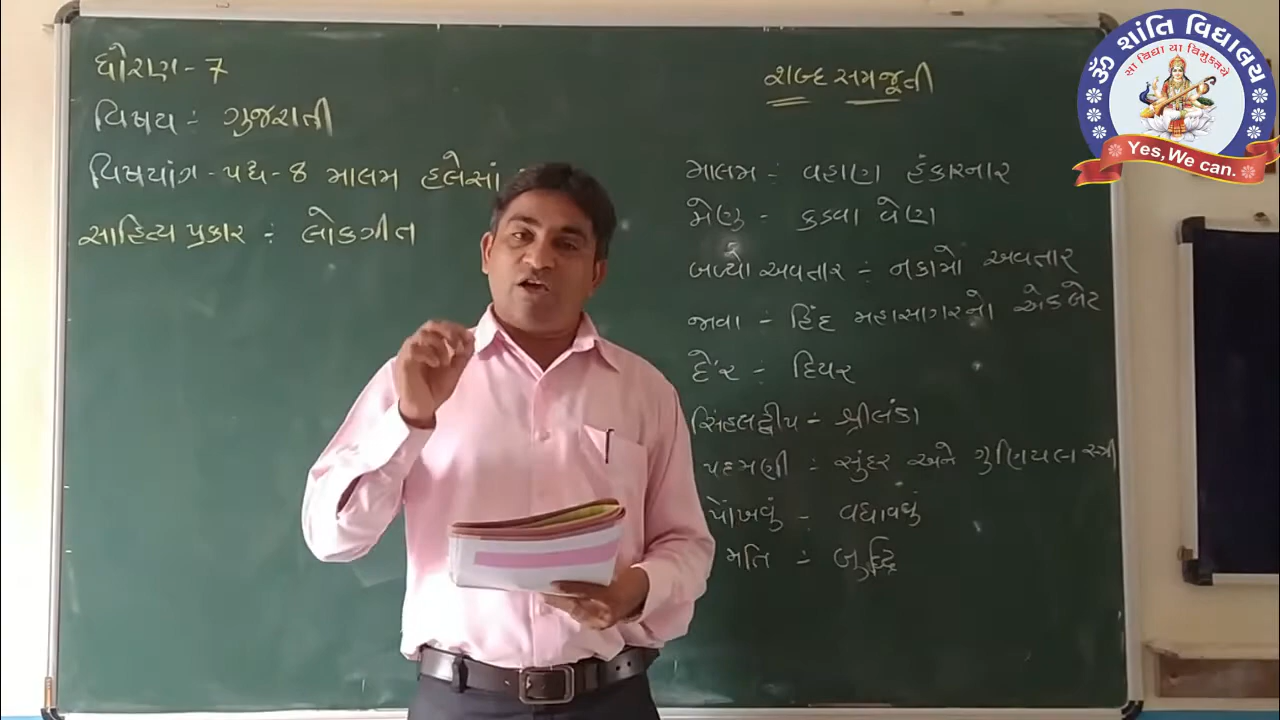 ધોરણ - 7
વિષય :- ગુજરાતી
વિષયાંગ - પદ્ય - 8 માલમ હલેસાં
સાહિત્ય પ્રકાર :- લોકગીત
શબ્દ સમજૂતી
માલમ :- વહાણ હંકારનાર
મેણું - કડવા વેણ
બળ્યો અવતાર :- નકામો અવતાર
જાવા :- હિંદ મહાસાગરનો એક બેટ
દે'ર :- દિયર
સિંહલદ્વીપ :- શ્રીલંકા
પદમણી :- સુંદર અને ગુણિયલ સ્ત્રી
પોંખવું :- વધાવવું
મતિ :- બુદ્ધિ
ૐ શાંતિ વિદ્યાલય
સા વિદ્યા યા વિમુક્તયે
Yes, We can.